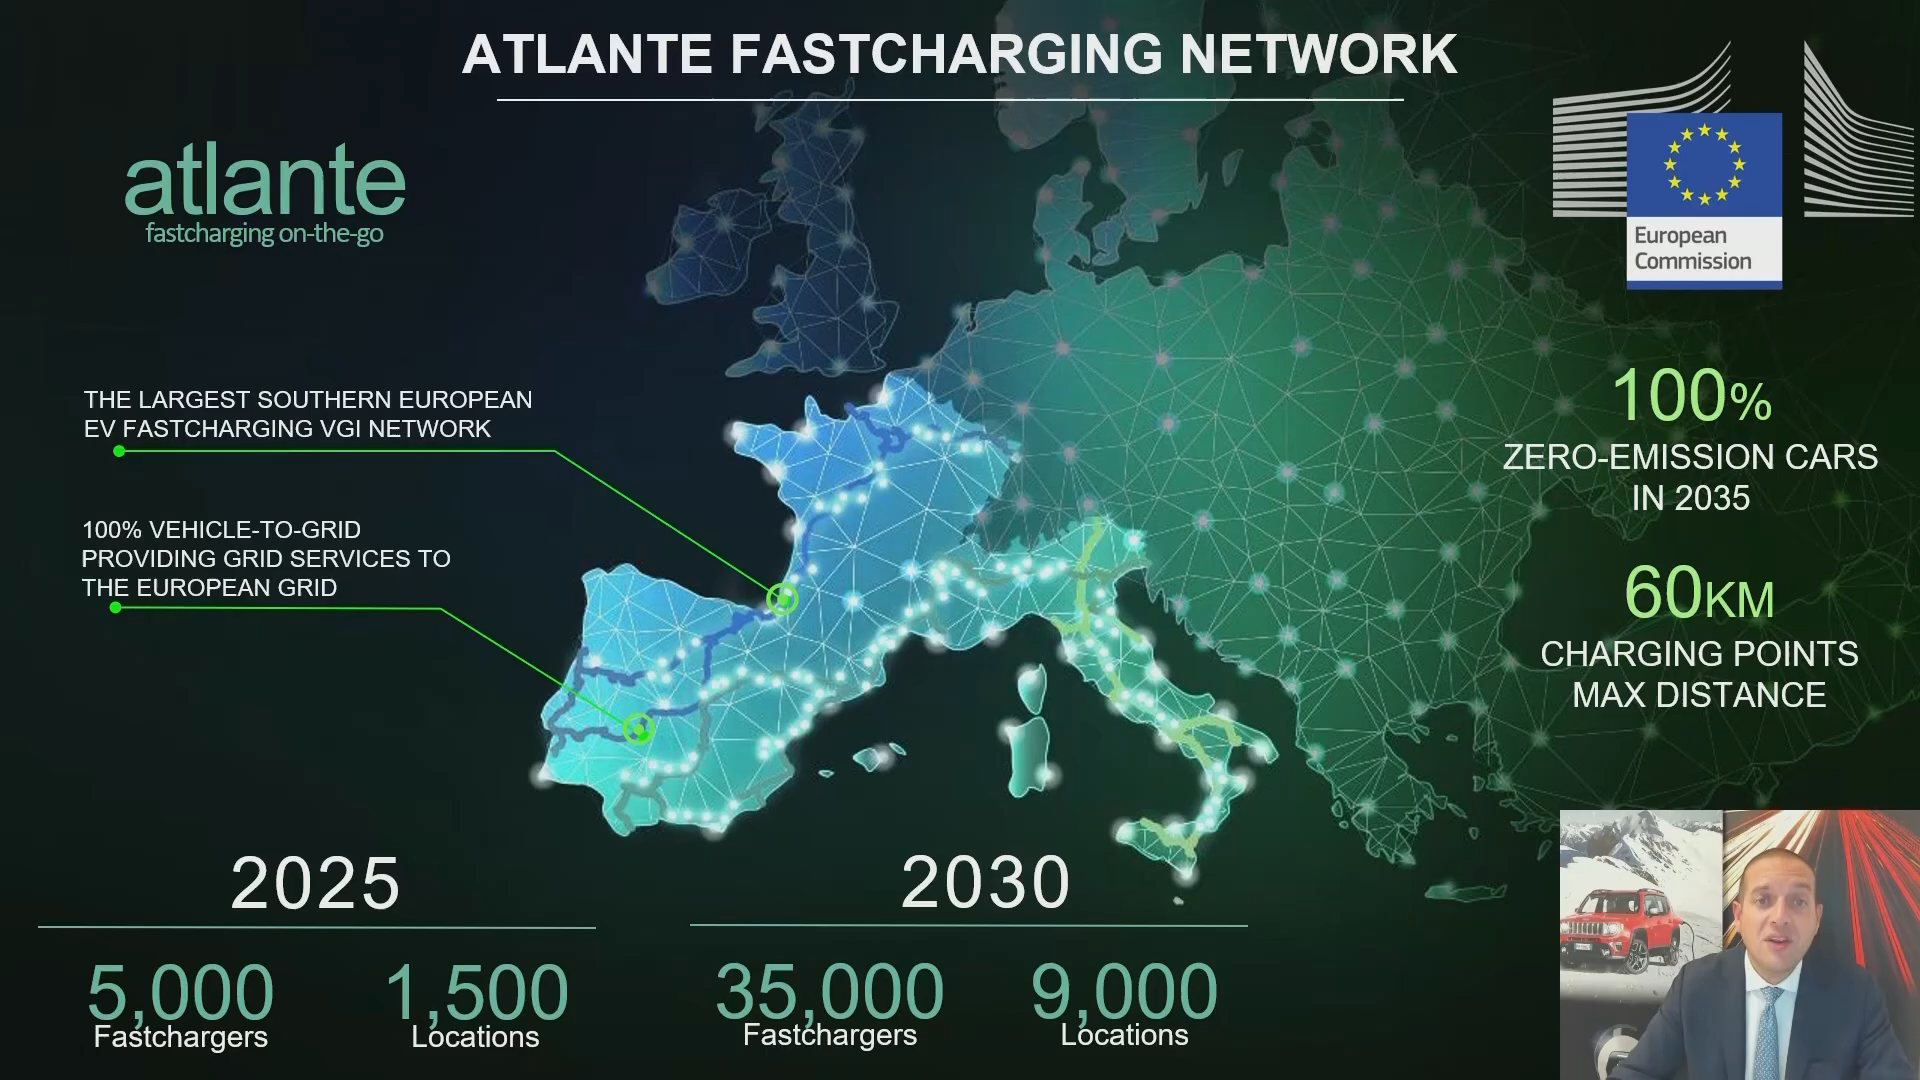 ATLANTE FASTCHARGING NETWORK
atlante
fastcharging on-the-go
European
Commission
THE LARGEST SOUTHERN EUROPEAN
EV FASTCHARGING VGI NETWORK
100% VEHICLE-TO-GRID
PROVIDING GRID SERVICES TO
THE EUROPEAN GRID
100%
ZERO-EMISSION CARS
IN 2035
60KM
CHARGING POINTS
MAX DISTANCE
2025
5,000
Fastchargers
1,500
Locations
2030
35,000
Fastchargers
9,000
Locations